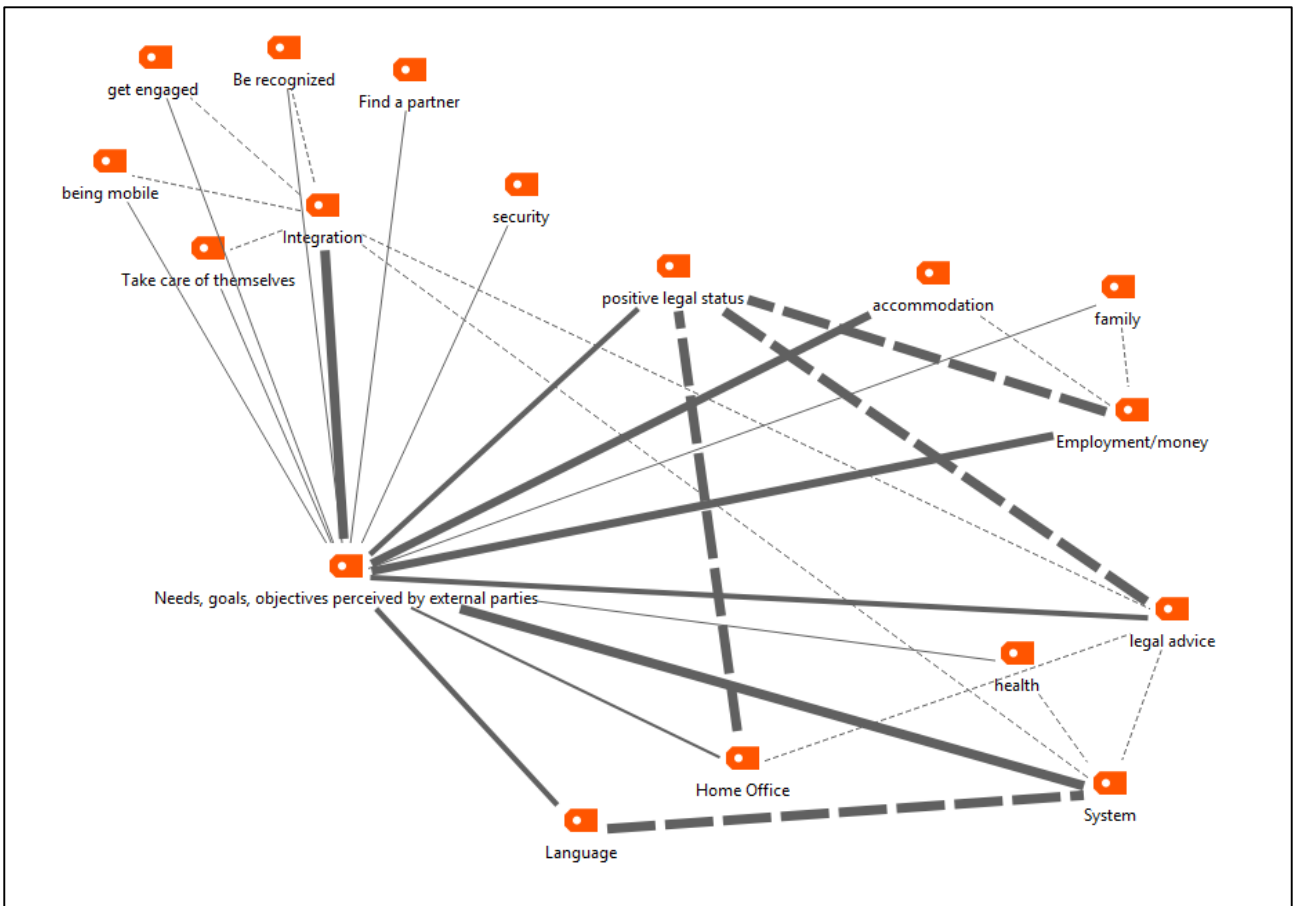 Be recognized
get engaged
Find a partner
being mobile
security
Integration
Take care of themselves
positive legal status
accommodation
family
Employment/money
Needs, goals, objectives perceived by external parties
legal advice
health
Home Office
System
Language